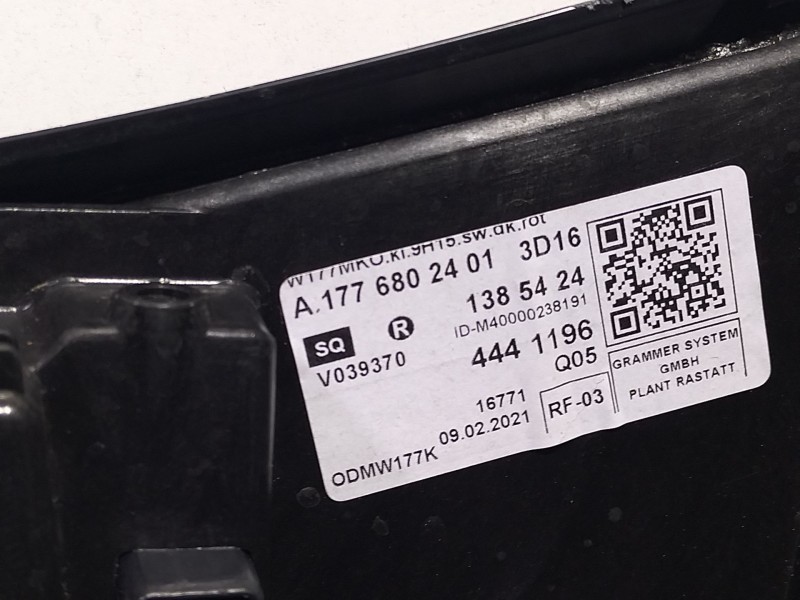 W177MKO.kl.9H15.sw.dk.rot
A.177 680 24 01 3D16
SQ R 138 54 24
V039370 ID-M40000238191
444 1196
Q05
16771
09.02.2021 RF-03
ODMW177K
GRAMMER SYSTEM
GMBH
PLANT RASTATT